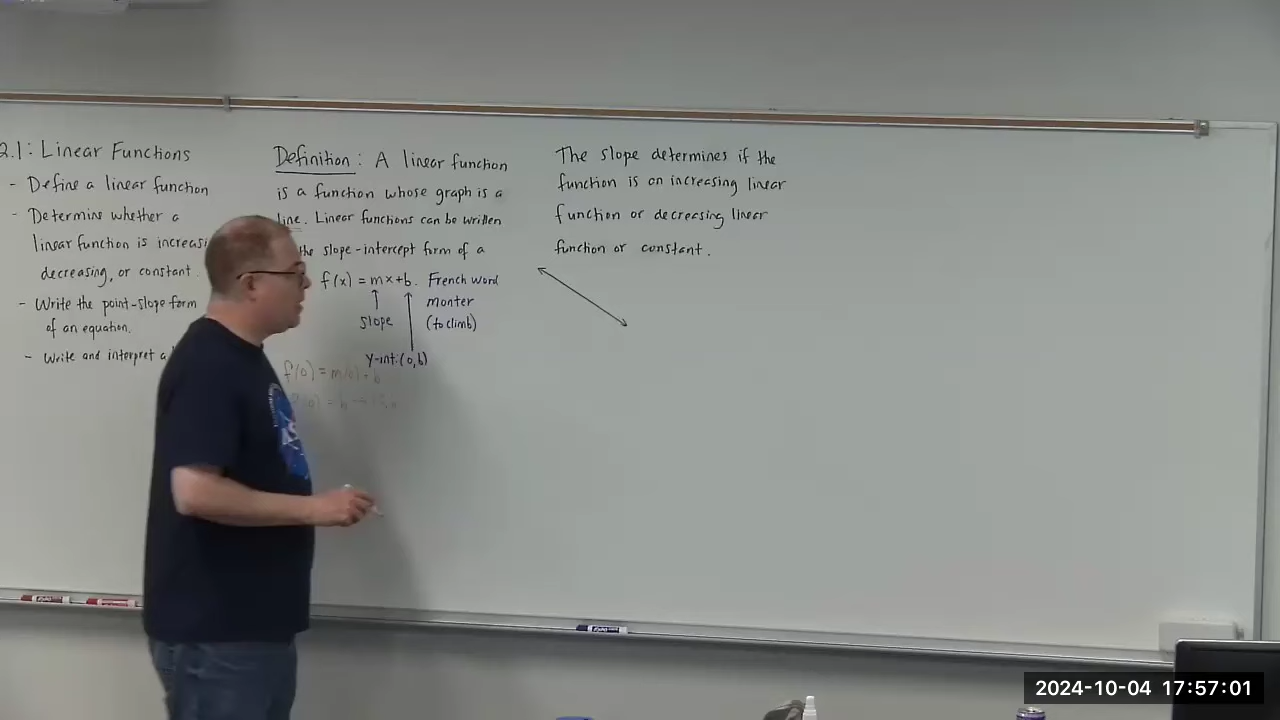 2.1: Linear Functions
- Define a linear function
- Determine whether a
linear function is increasi
decreasing, or constant.
- Write the point-slope form
of an equation.
- Write and interpret a
Definition: A linear function
is a function whose graph is a
line. Linear functions can be written
the slope-intercept form of a
f(x) = mx+b.
slope
y-int: (0,b)
French word
monter
(to climb)
f(0) = m(0) + b
The slope determines if the
function is an increasing linear
function or decreasing linear
function or constant.
2024-10-04 17:57:01